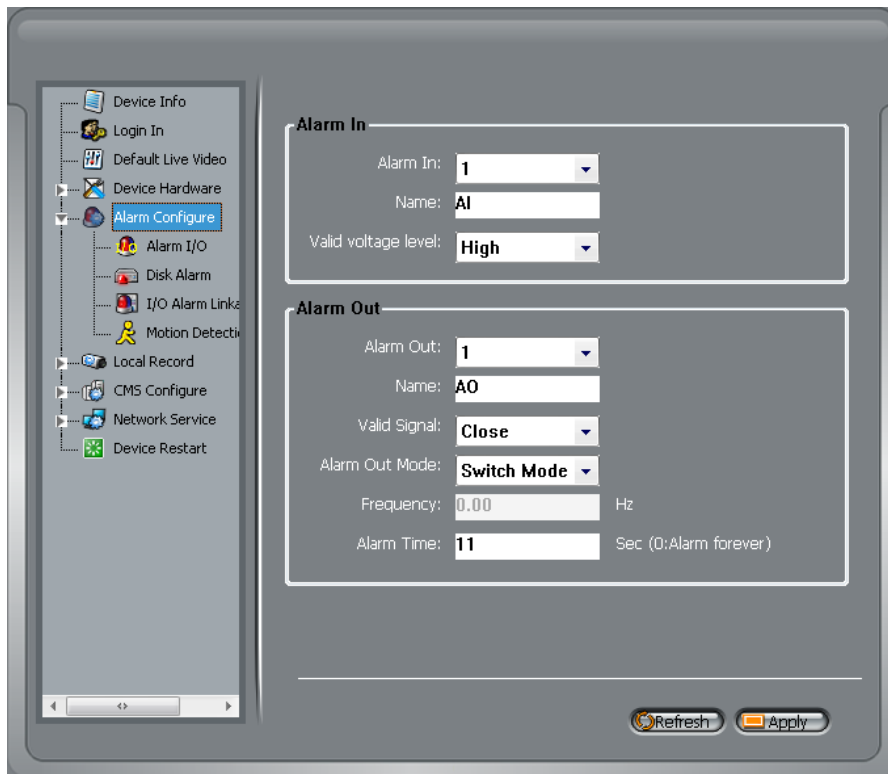 Device Info
Login In
Default Live Video
Device Hardware
Alarm Configure
Alarm I/O
Disk Alarm
I/O Alarm Linka
Motion Detecti
Local Record
CMS Configure
Network Service
Device Restart
Alarm In
Alarm In: 1
Name: AI
Valid voltage level: High
Alarm Out
Alarm Out: 1
Name: AO
Valid Signal: Close
Alarm Out Mode: Switch Mode
Frequency: 0.00 Hz
Alarm Time: 11 Sec (0:Alarm forever)
Refresh Apply